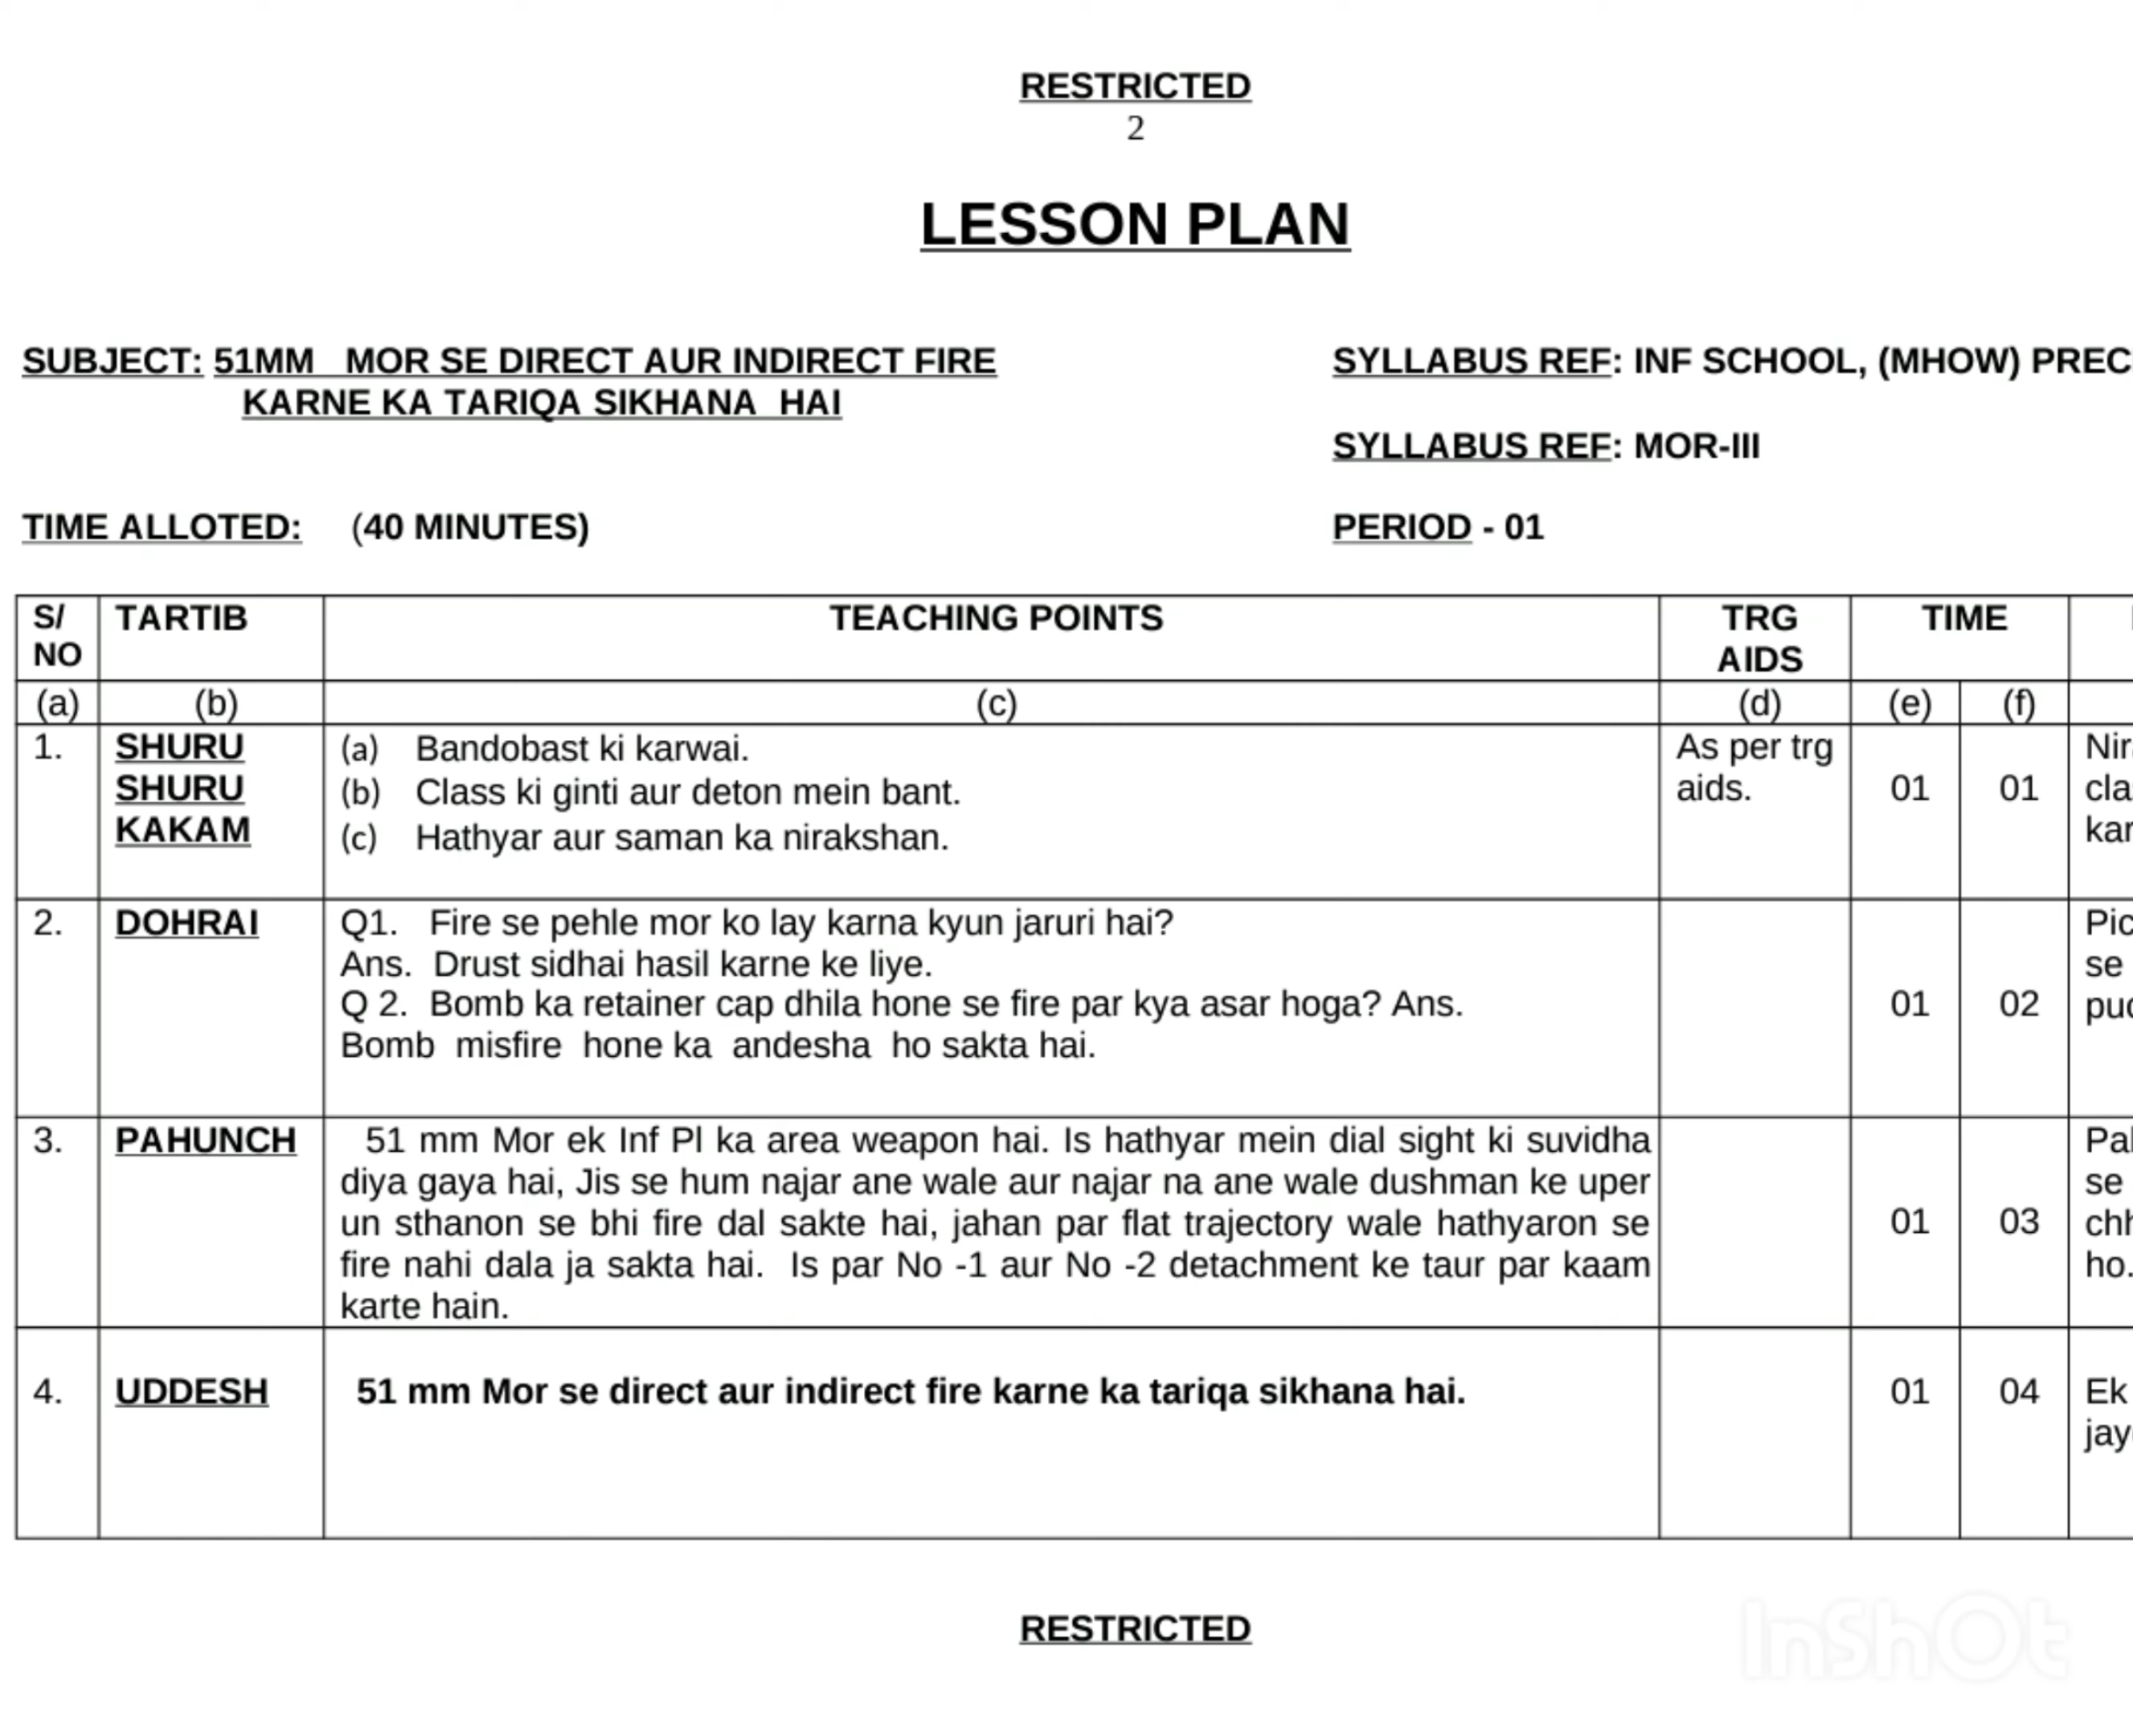 RESTRICTED
2
LESSON PLAN
SUBJECT: 51MM MOR SE DIRECT AUR INDIRECT FIRE
KARNE KA TARIQA SIKHANA HAI
SYLLABUS REF: INF SCHOOL, (MHOW) PREC
SYLLABUS REF: MOR-III
TIME ALLOTED: (40 MINUTES)
PERIOD - 01
S/
NO
TARTIB
TEACHING POINTS
TRG
AIDS
TIME
(a) (b) (c) (d) (e) (f)
1.
SHURU
SHURU
KAKAM
(a) Bandobast ki karwai.
(b) Class ki ginti aur deton mein bant.
(c) Hathyar aur saman ka nirakshan.
As per trg
aids.
01 01
Nir
cla
kar
2.
DOHRAI
Q1. Fire se pehle mor ko lay karna kyun jaruri hai?
Ans. Drust sidhai hasil karne ke liye.
Q 2. Bomb ka retainer cap dhila hone se fire par kya asar hoga? Ans.
Bomb misfire hone ka andesha ho sakta hai.
01 02
Pic
se
3.
PAHUNCH
51 mm Mor ek Inf Pl ka area weapon hai. Is hathyar mein dial sight ki suvidha
diya gaya hai, Jis se hum najar ane wale aur najar na ane wale dushman ke uper
un sthanon se bhi fire dal sakte hai, jahan par flat trajectory wale hathyaron se
fire nahi dala ja sakta hai. Is par No -1 aur No -2 detachment ke taur par kaam
karte hain.
01 03
se
ho.
4.
UDDESH
51 mm Mor se direct aur indirect fire karne ka tariqa sikhana hai.
01 04
Ek
jay
RESTRICTED
InShOt